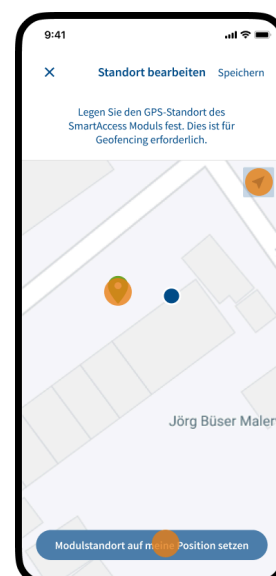 9:41
Standort bearbeiten Speichern
Legen Sie den GPS-Standort des
SmartAccess Moduls fest. Dies ist für
Geofencing erforderlich.
Jörg Büser Maler
Modulstandort auf meine Position setzen